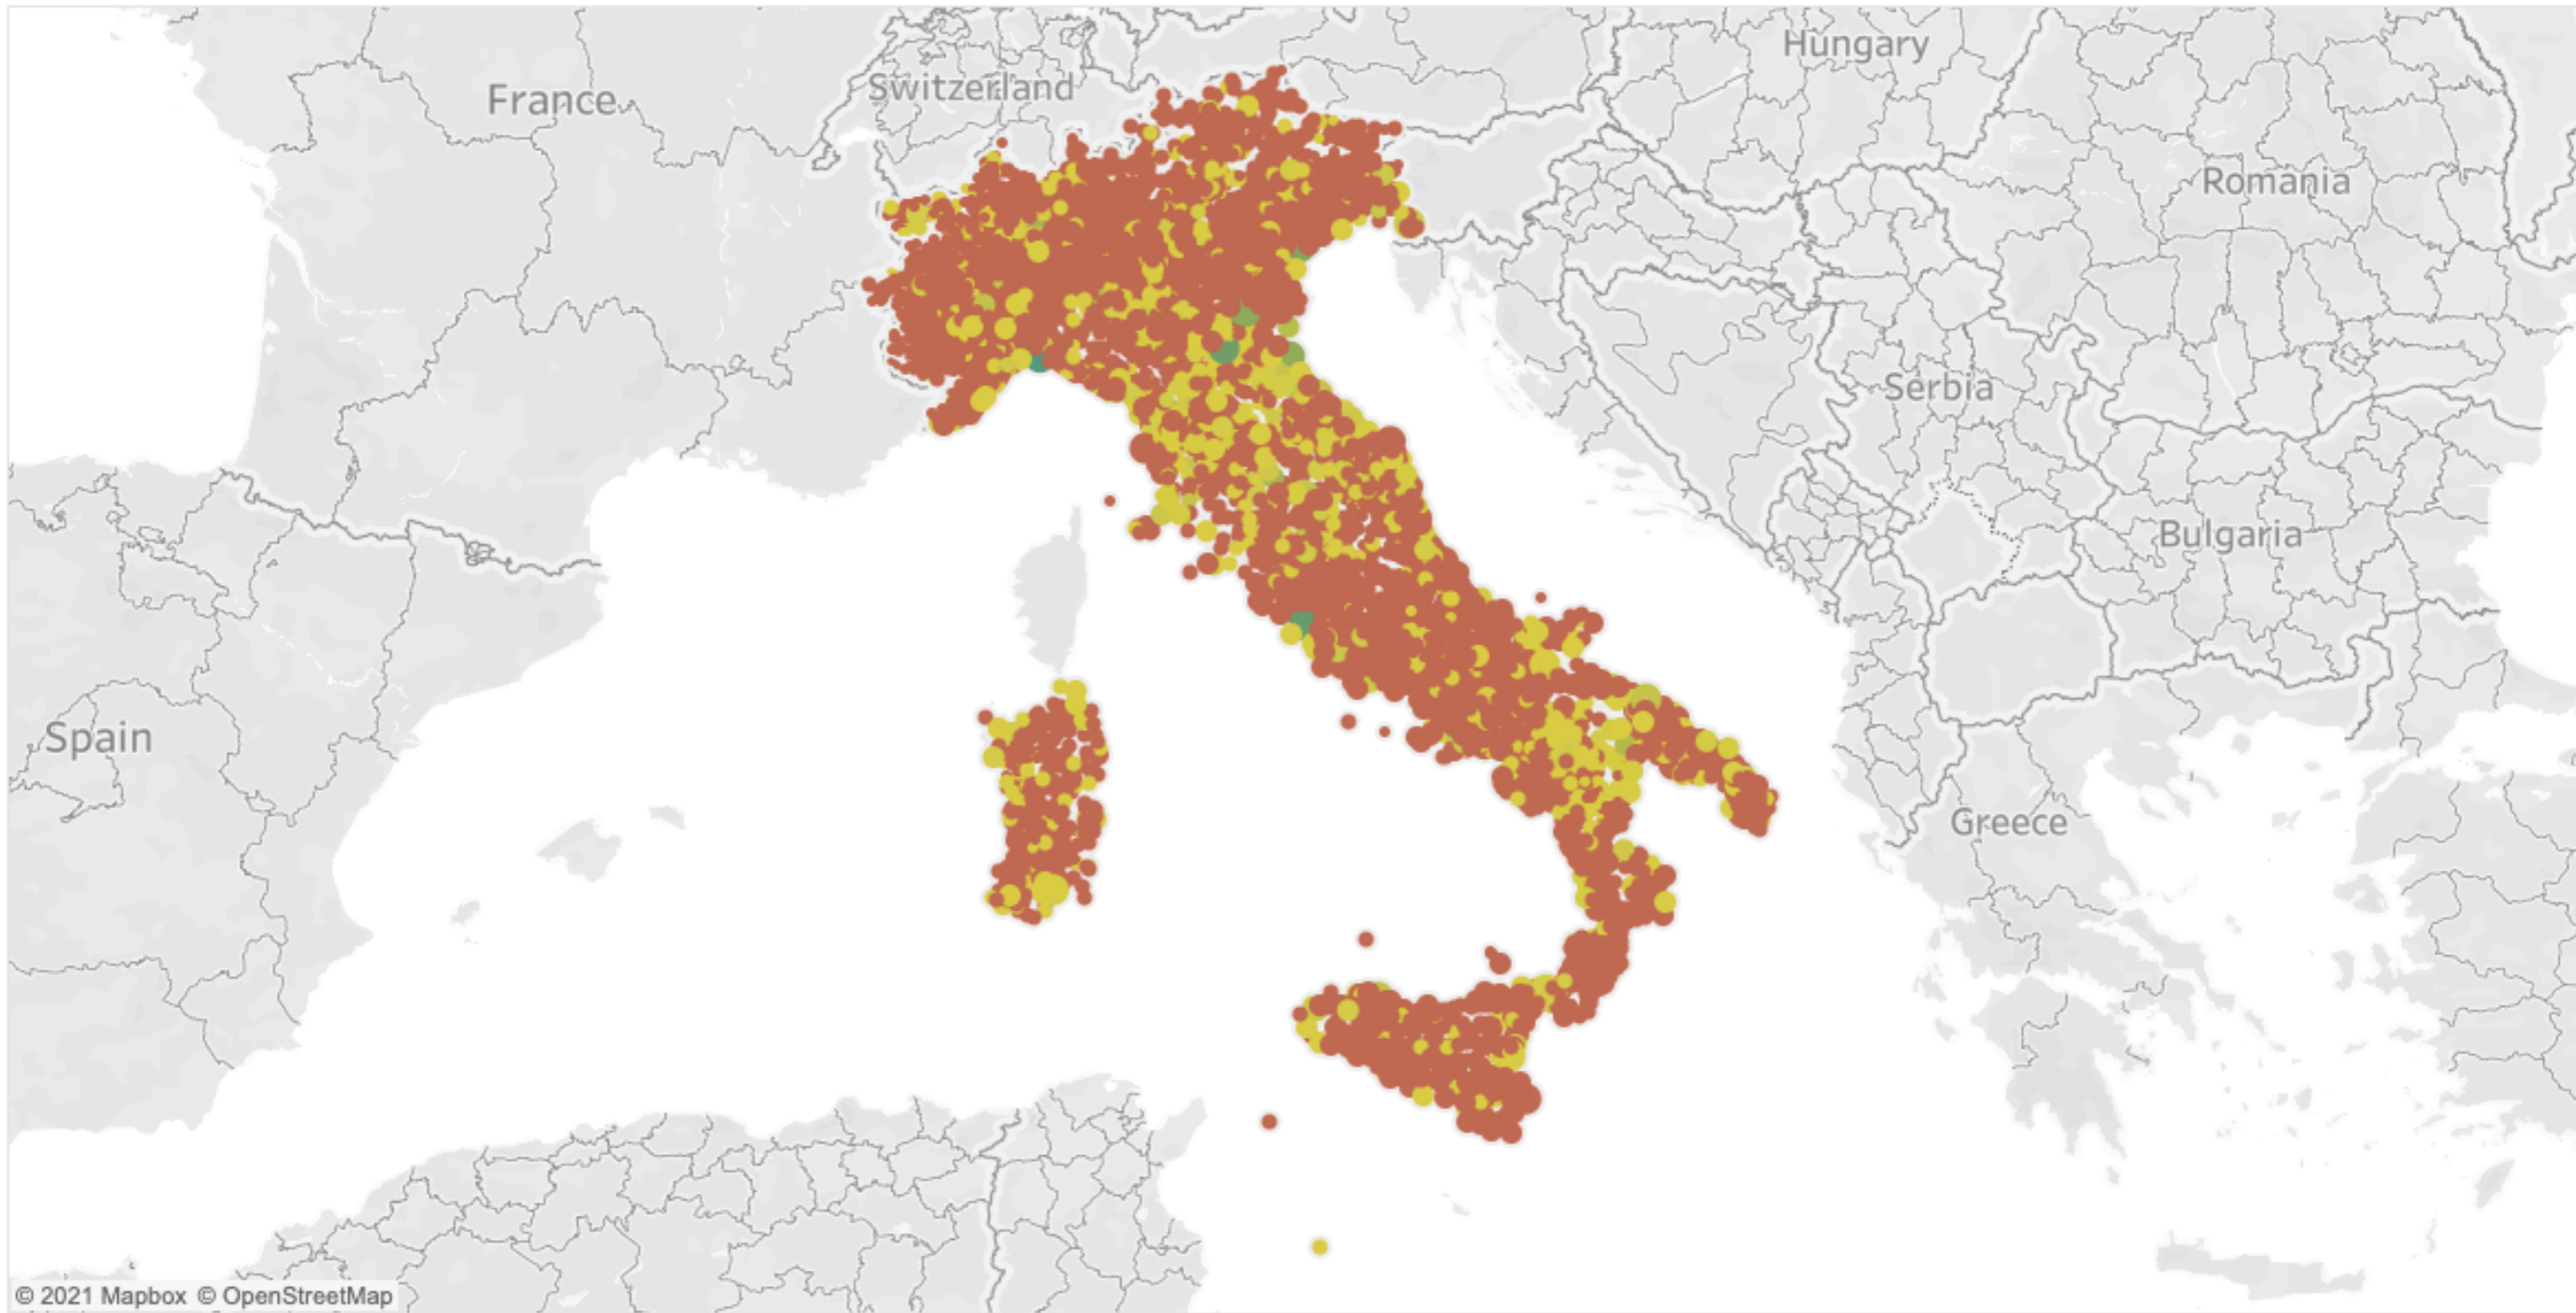 Hungary
Switzerland
France
Romania
Serbia
Bulgaria
Spain
Greece
© 2021 Mapbox © OpenStreetMap